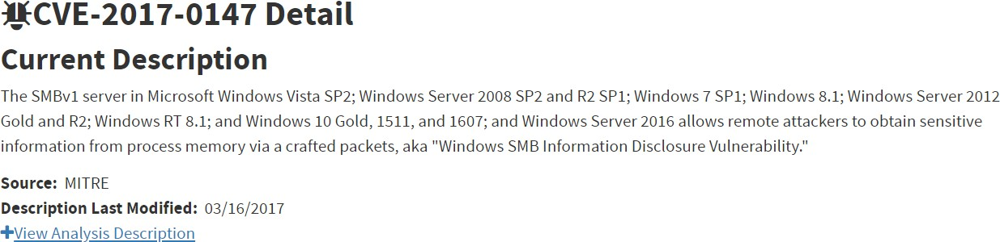 CVE-2017-0147 Detail
Current Description
The SMBv1 server in Microsoft Windows Vista SP2; Windows Server 2008 SP2 and R2 SP1; Windows 7 SP1; Windows 8.1; Windows Server 2012
Gold and R2; Windows RT 8.1; and Windows 10 Gold, 1511, and 1607; and Windows Server 2016 allows remote attackers to obtain sensitive
information from process memory via a crafted packets, aka "Windows SMB Information Disclosure Vulnerability."
Source: MITRE
Description Last Modified: 03/16/2017
+View Analysis Description